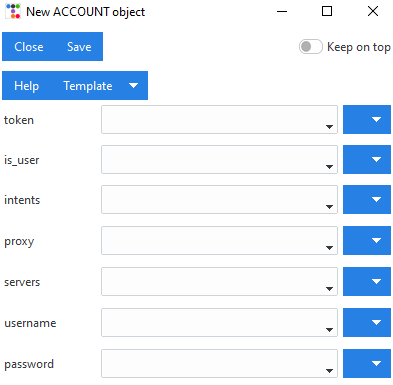 New ACCOUNT object
Close Save Keep on top
Help Template
token
is_user
intents
proxy
servers
username
password